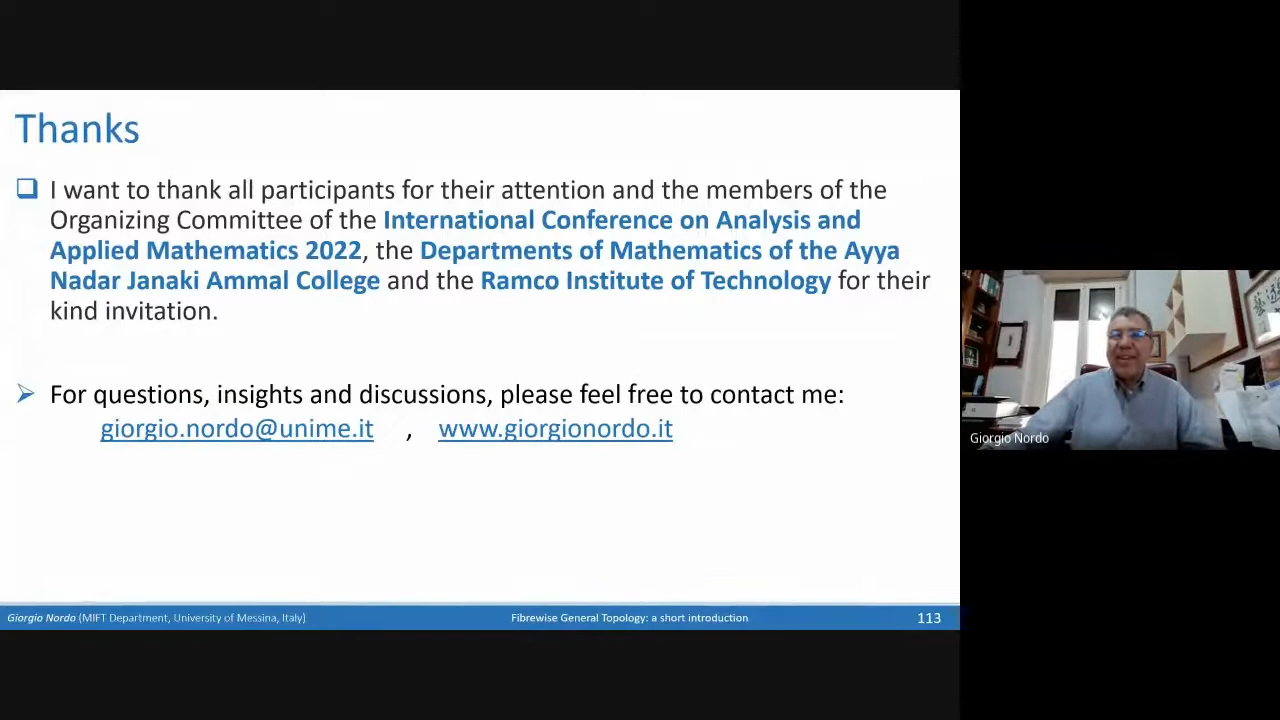 Thanks
I want to thank all participants for their attention and the members of the
Organizing Committee of the International Conference on Analysis and
Applied Mathematics 2022, the Departments of Mathematics of the Ayya
Nadar Janaki Ammal College and the Ramco Institute of Technology for their
kind invitation.
For questions, insights and discussions, please feel free to contact me:
giorgio.nordo@unime.it , www.giorgionordo.it
Giorgio Nordo
Giorgio Nordo (MIFT Department, University of Messina, Italy) Fibrewise General Topology: a short introduction 113